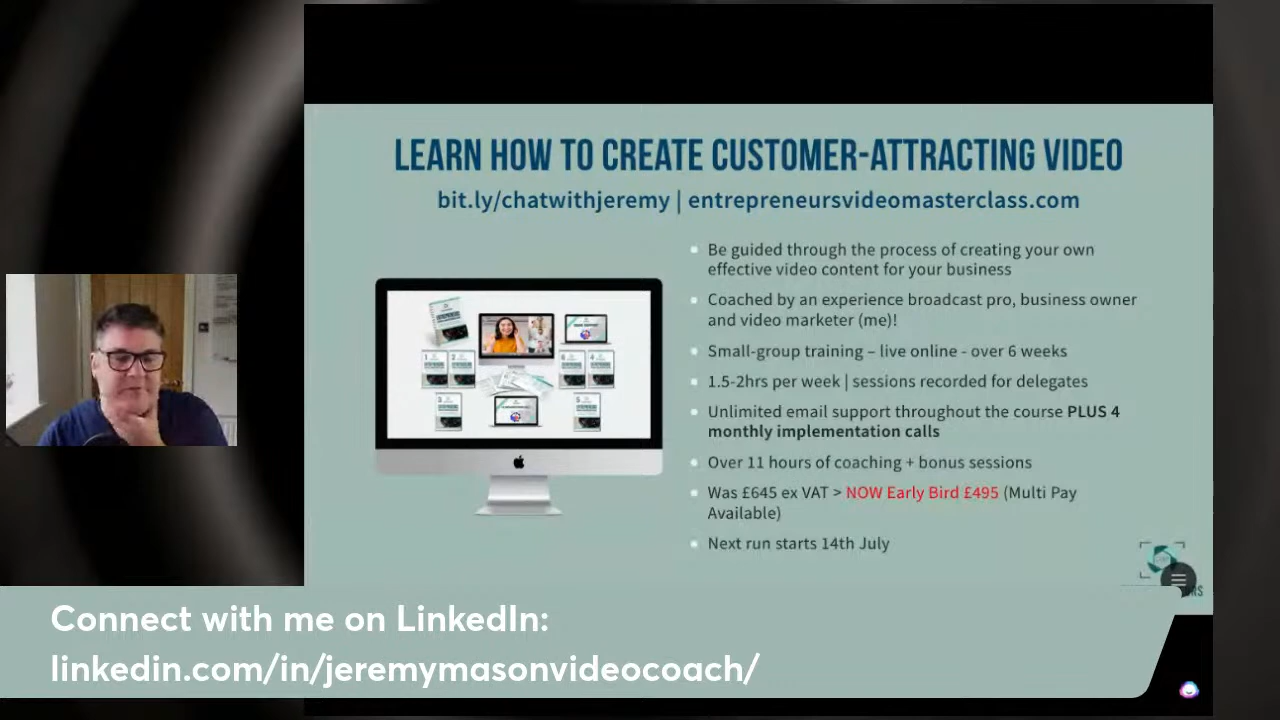 LEARN HOW TO CREATE CUSTOMER-ATTRACTING VIDEO
bit.ly/chatwithjeremy | entrepreneursvideomasterclass.com
Be guided through the process of creating your own
effective video content for your business
Coached by an experience broadcast pro, business owner
and video marketer (me)!
Small-group training – live online - over 6 weeks
1.5-2hrs per week | sessions recorded for delegates
Unlimited email support throughout the course PLUS 4
monthly implementation calls
Over 11 hours of coaching + bonus sessions
Was £645 ex VAT > NOW Early Bird £495 (Multi Pay
Available)
Next run starts 14th July
Connect with me on LinkedIn:
linkedin.com/in/jeremymasonvideocoach/